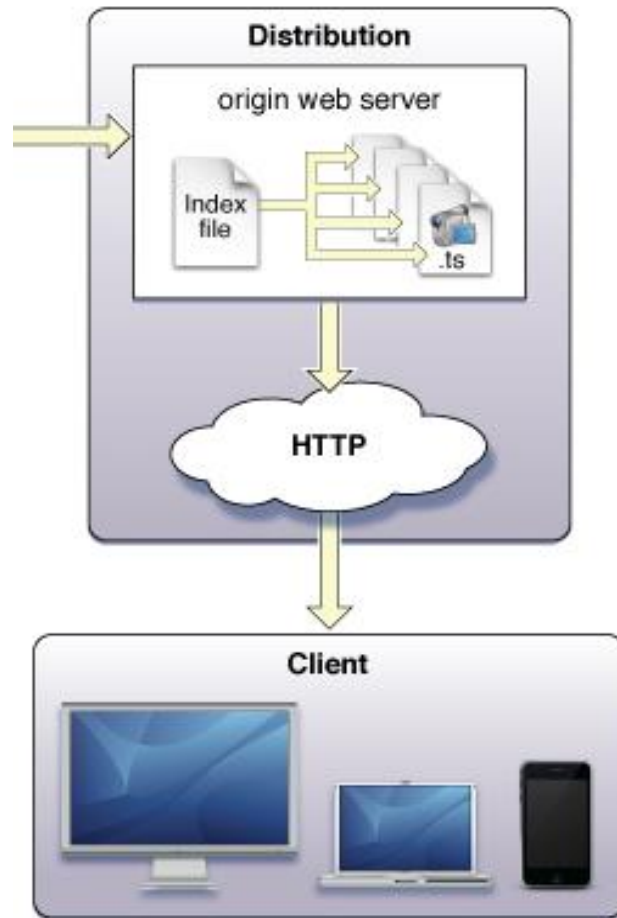 Distribution
origin web server
Index
file
.ts
HTTP
Client